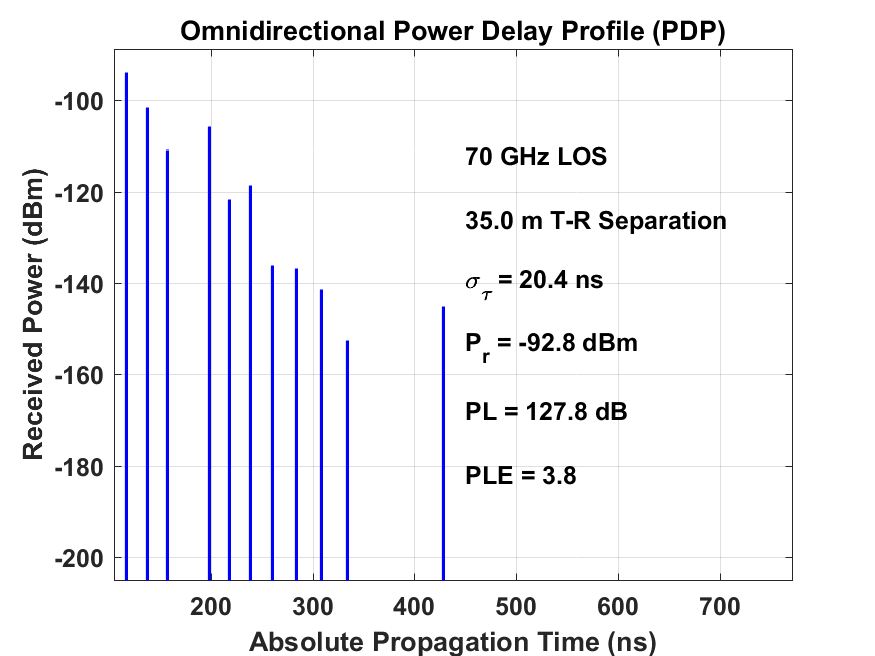 Omnidirectional Power Delay Profile (PDP)
Received Power (dBm)
-100
-120
-140
-160
-180
-200
70 GHz LOS
35.0 m T-R Separation
στ = 20.4 ns
Pr = -92.8 dBm
PL = 127.8 dB
PLE = 3.8
200 300 400 500 600 700
Absolute Propagation Time (ns)